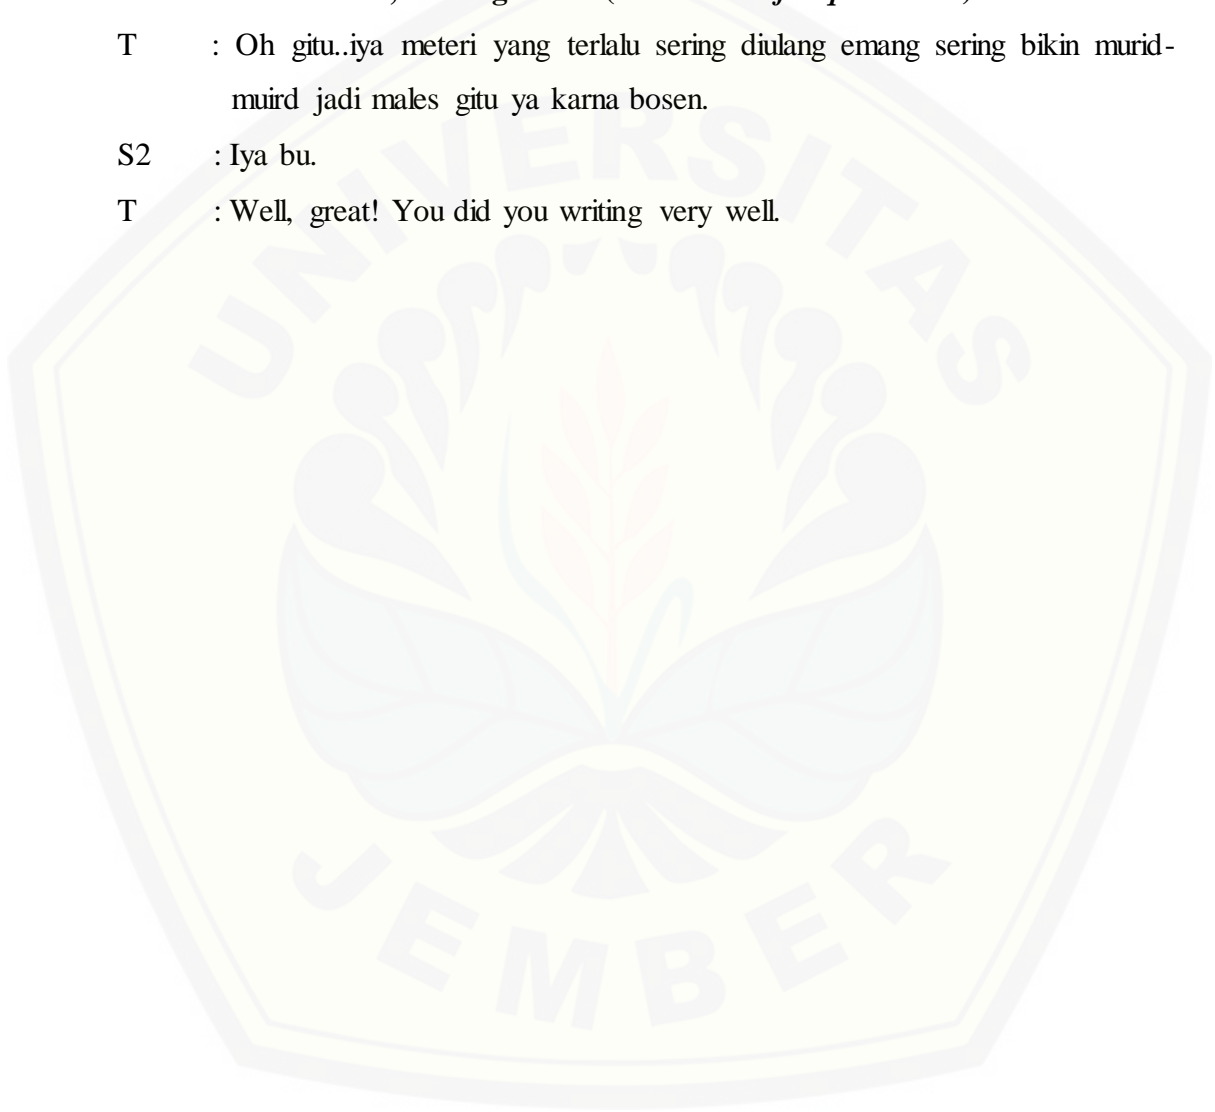 T : Oh gitu..iya meteri yang terlalu sering diulang emang sering bikin murid-
muird jadi males gitu ya karna bosen.
S2 : Iya bu.
T : Well, great! You did you writing very well.
UNIVERSITAS
JEMBER